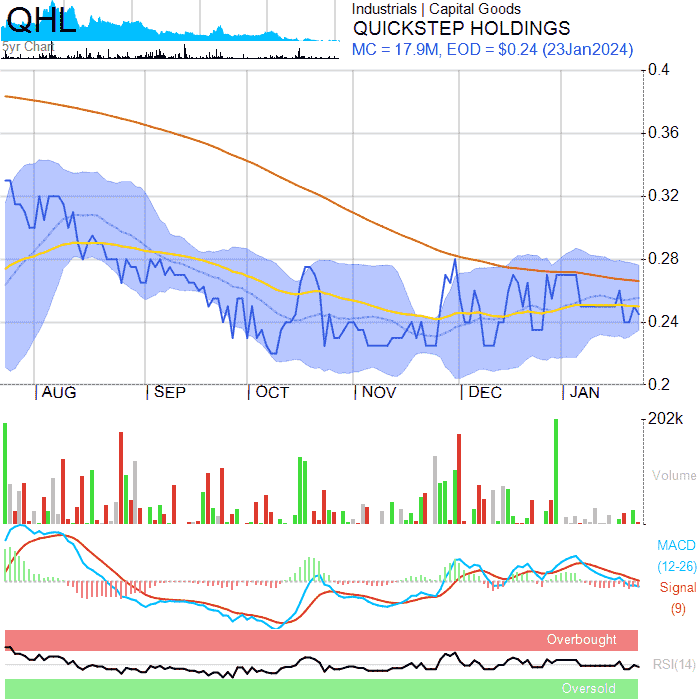 QHL
5yr Chart
Industrials | Capital Goods
QUICKSTEP HOLDINGS
MC = 17.9M, EOD = $0.24 (23Jan2024)
0.4
0.36
0.32
0.28
0.24
0.2
AUG SEP OCT NOV DEC JAN
202k
Volume
MACD
(12-26)
Signal
(9)
Overbought
RSI(14)
Oversold